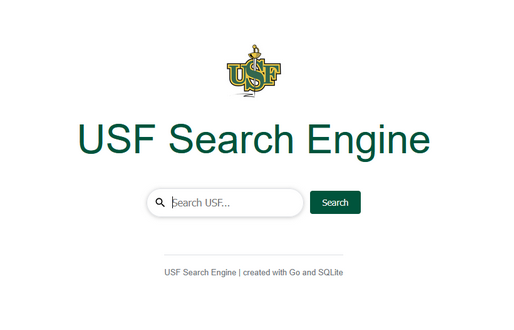 USF
USF Search Engine
Search USF...
Search
USF Search Engine | created with Go and SQLite